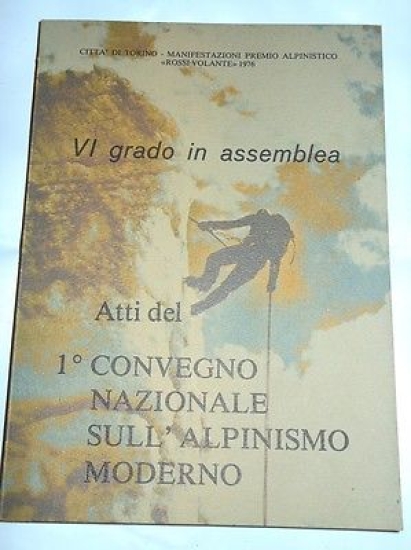 CITTA' DI TORINO - MANIFESTAZIONI PREMIO ALPINISTICO
«ROSSI-VOLANTE» 1976
VI grado in assemblea
Atti del
1° CONVEGNO
NAZIONALE
SULL'ALPINISMO
MODERNO